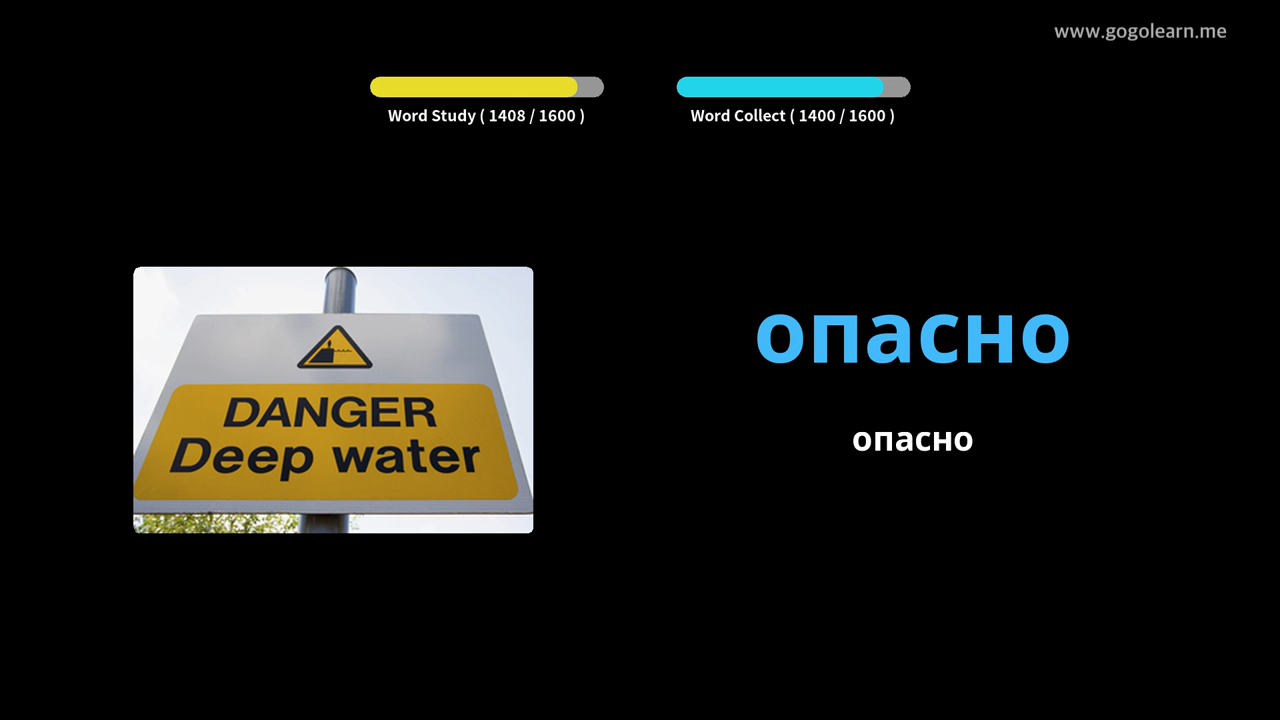 www.gogolearn.me
Word Study ( 1408 / 1600 )
Word Collect ( 1400 / 1600 )
DANGER
Deep water
опасно
опасно